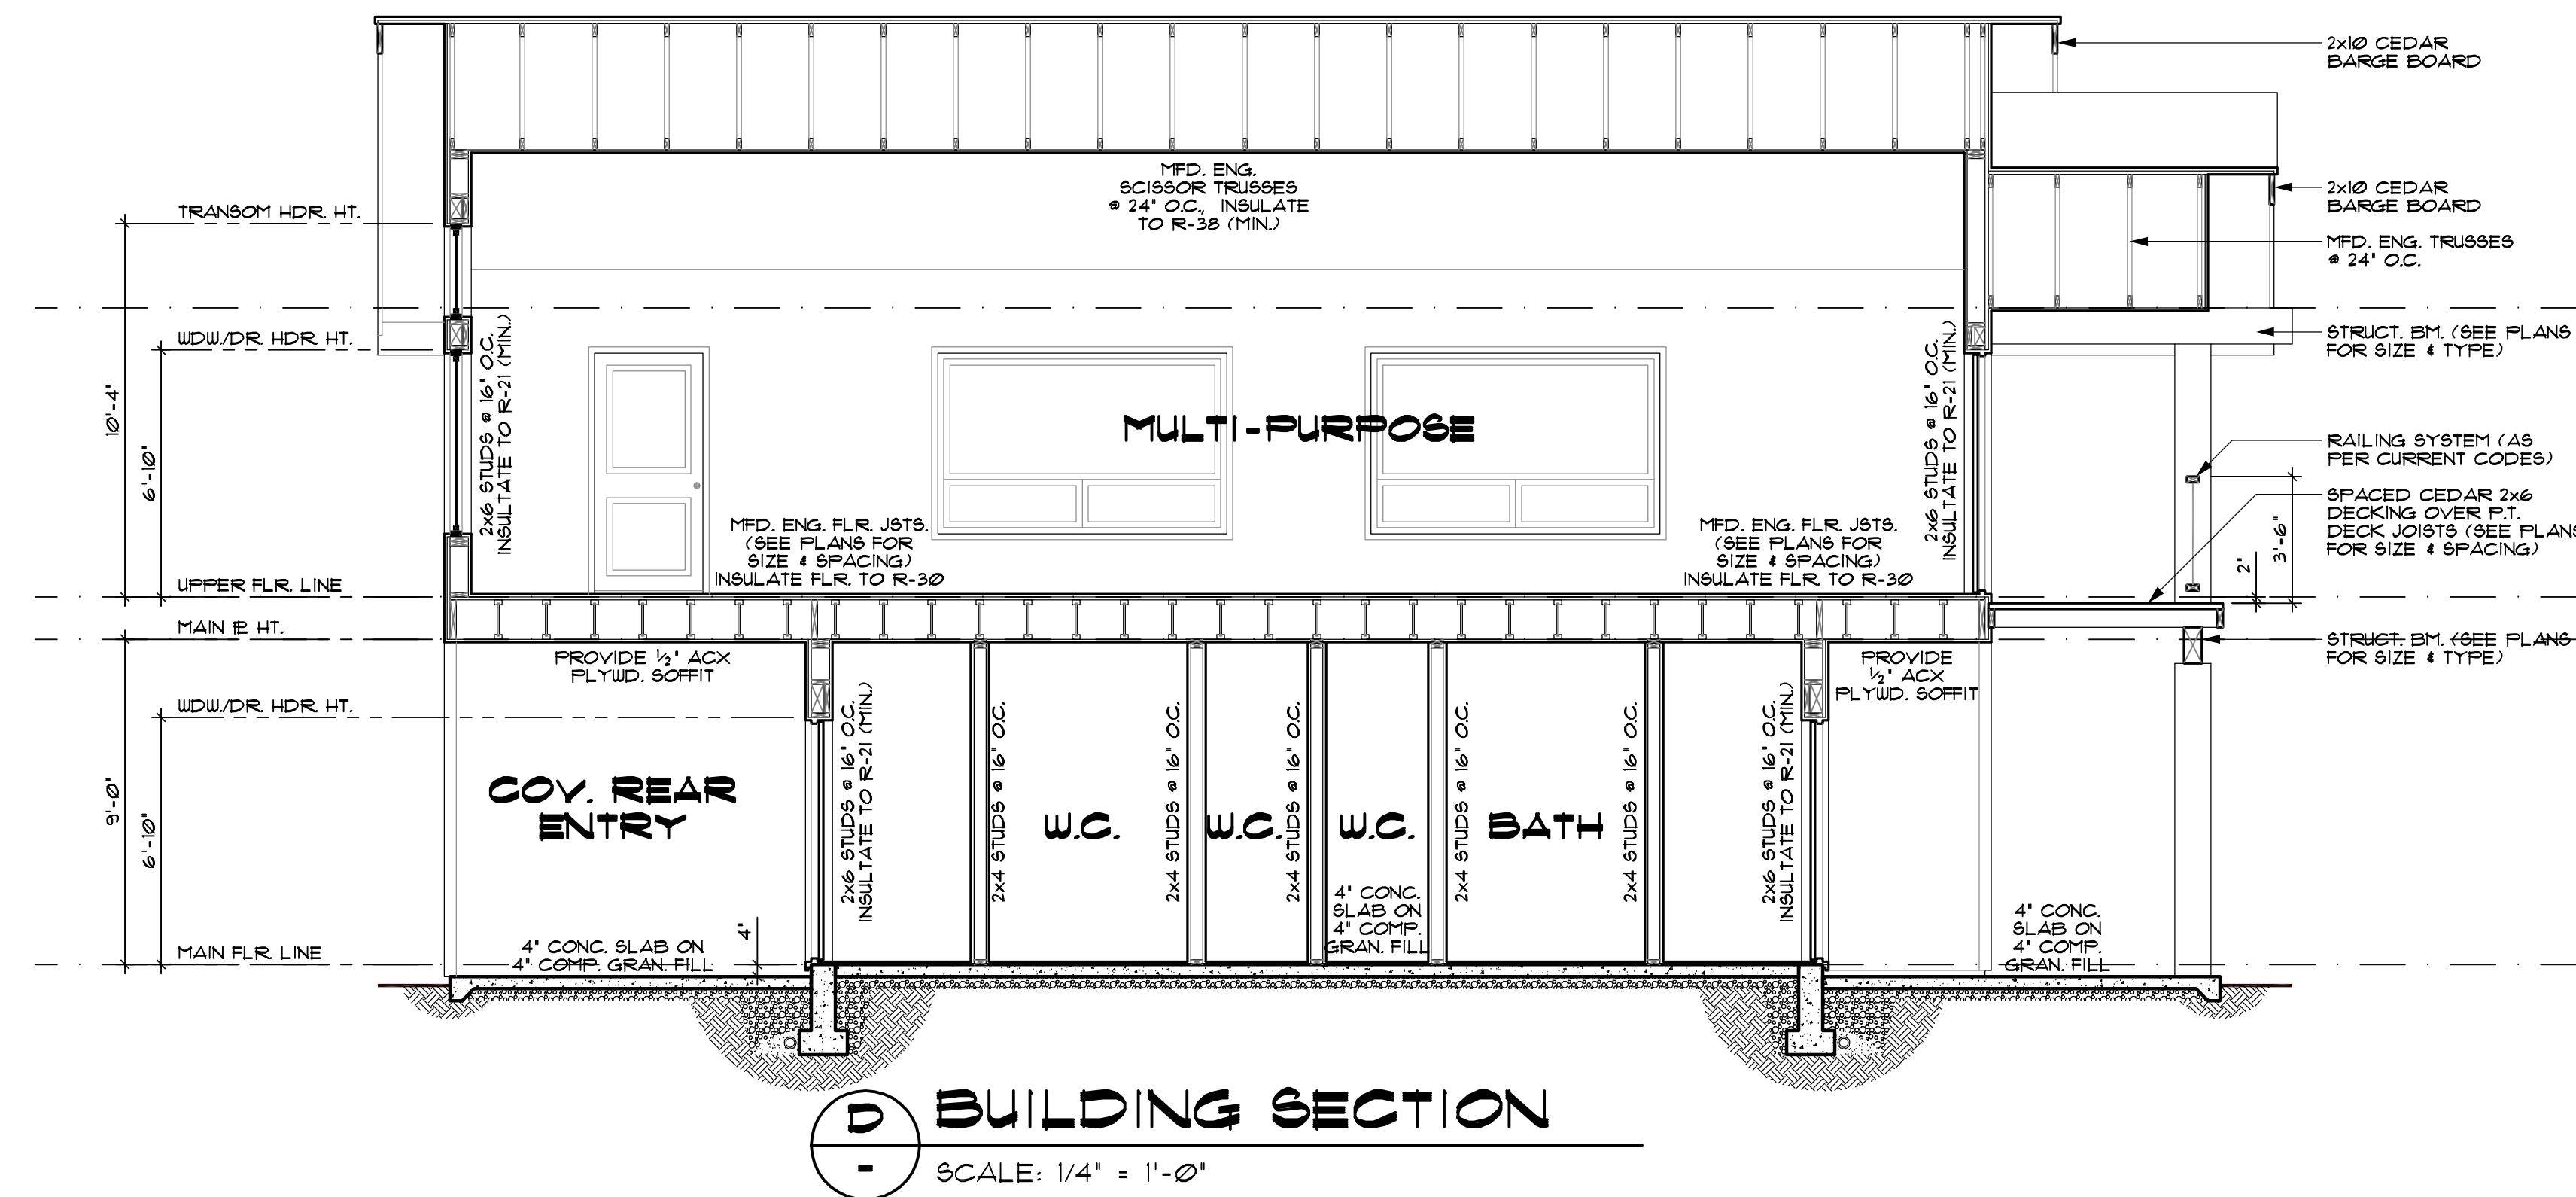 2x10 CEDAR
BARGE BOARD
MFD. ENG.
SCISSOR TRUSSES
@ 24" O.C., INSULATE
TO R-38 (MIN.)
2x10 CEDAR
BARGE BOARD
MFD. ENG. TRUSSES
@ 24" O.C.
TRANSOM HDR. HT.
WDW./DR. HDR. HT.
10'-4"
6'-10"
2x6 STUDS @ 16" O.C.
INSULTATE TO R-21 (MIN.)
MULTI-PURPOSE
2x6 STUDS @ 16" O.C.
INSULTATE TO R-21 (MIN.)
STRUCT. BM. (SEE PLANS
FOR SIZE & TYPE)
RAILING SYSTEM (AS
PER CURRENT CODES)
SPACED CEDAR 2x6
DECKING OVER P.T.
DECK JOISTS (SEE PLANS
FOR SIZE & SPACING)
2"
3'-6"
MFD. ENG. FLR. JSTS.
(SEE PLANS FOR
SIZE & SPACING)
INSULATE FLR. TO R-30
MFD. ENG. FLR. JSTS.
(SEE PLANS FOR
SIZE & SPACING)
INSULATE FLR. TO R-30
UPPER FLR. LINE
MAIN PL HT.
STRUCT. BM. (SEE PLANS
FOR SIZE & TYPE)
PROVIDE 1/2" ACX
PLYWD. SOFFIT
PROVIDE
1/2" ACX
PLYWD. SOFFIT
WDW./DR. HDR. HT.
9'-0"
6'-10"
COV. REAR
ENTRY
2x6 STUDS @ 16" O.C.
INSULTATE TO R-21 (MIN.)
2x4 STUDS @ 16" O.C.
W.C.
2x4 STUDS @ 16" O.C.
W.C.
2x4 STUDS @ 16" O.C.
W.C.
2x4 STUDS @ 16" O.C.
BATH
2x4 STUDS @ 16" O.C.
2x6 STUDS @ 16" O.C.
INSULTATE TO R-21 (MIN.)
4" CONC.
SLAB ON
4" COMP.
GRAN. FILL
4" CONC.
SLAB ON
4" COMP.
GRAN. FILL
MAIN FLR. LINE
4" CONC. SLAB ON
4" COMP. GRAN. FILL
4"
D
-
BUILDING SECTION
SCALE: 1/4" = 1'-0"